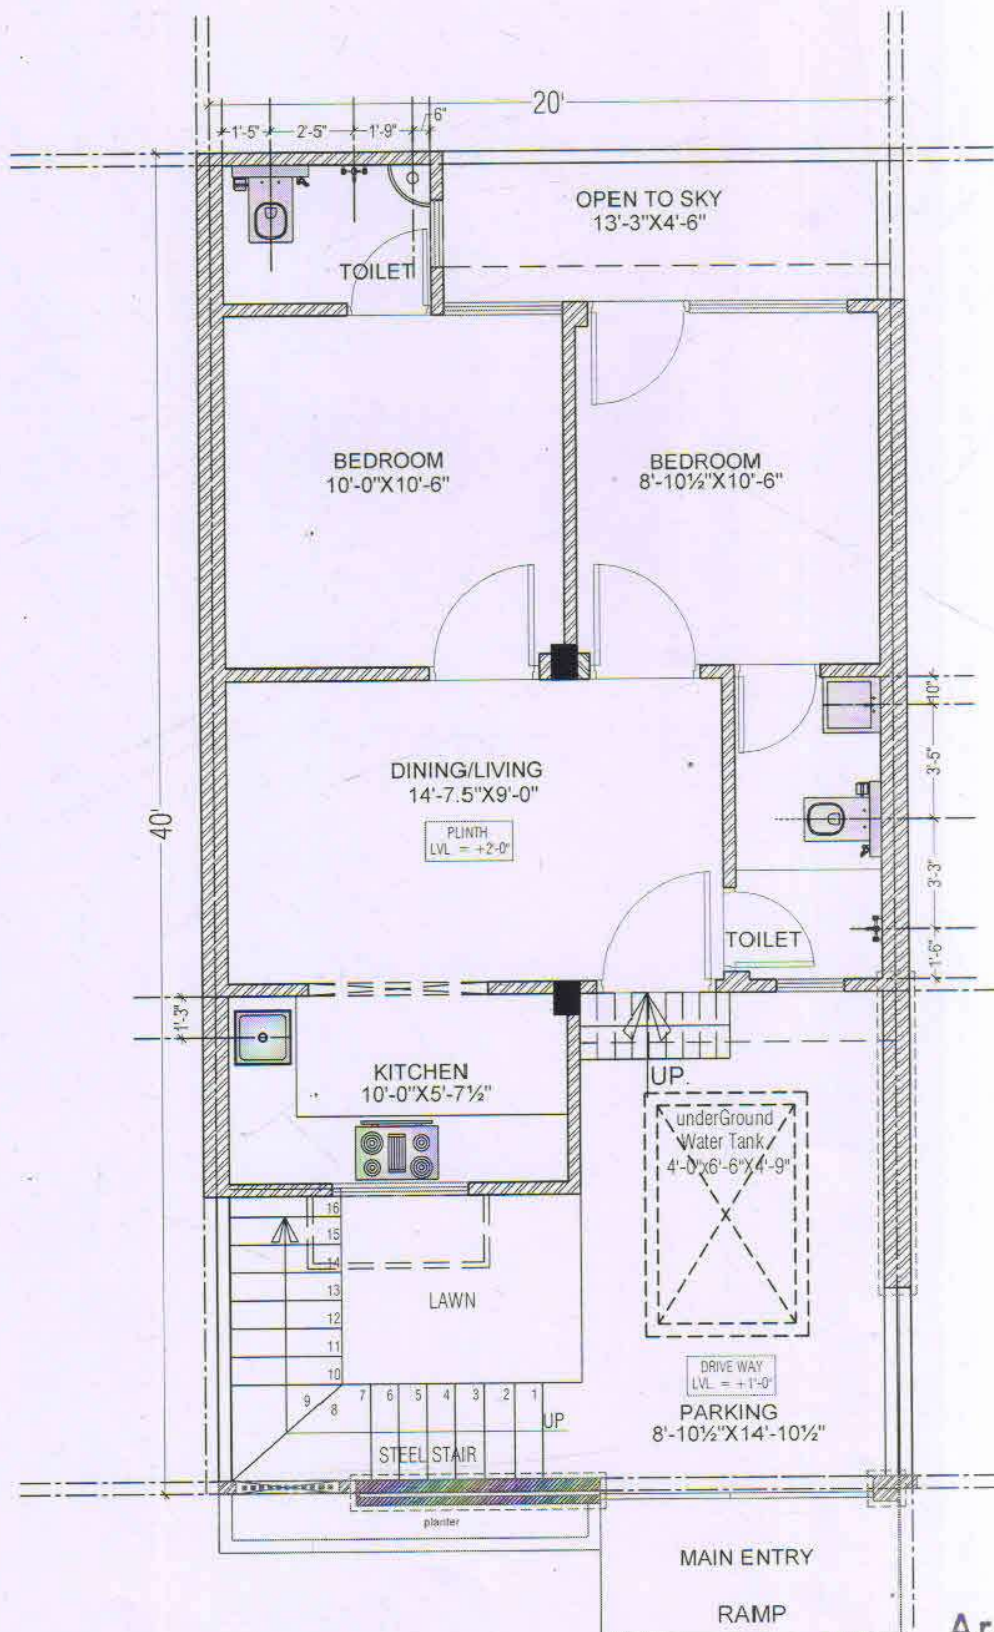 20'
1'-5"
2'-5"
1'-9"
6"
OPEN TO SKY
13'-3"X4'-6"
TOILET
BEDROOM
10'-0"X10'-6"
BEDROOM
8'-10½"X10'-6"
10"
3'-5"
DINING/LIVING
14'-7.5"X9'-0"
PLINTH
LVL = +2'-0"
40'
3'-3"
TOILET
1'-6"
1'-3"
KITCHEN
10'-0"X5'-7½"
UP.
underGround
Water Tank
4'-0"X6'-6"X4'-9"
16
15
14
13
12
11
10
9
8
LAWN
7
6
5
4
3
2
1
UP
STEEL STAIR
DRIVE WAY
LVL = +1'-0"
PARKING
8'-10½"X14'-10½"
planter
MAIN ENTRY
RAMP
Ar